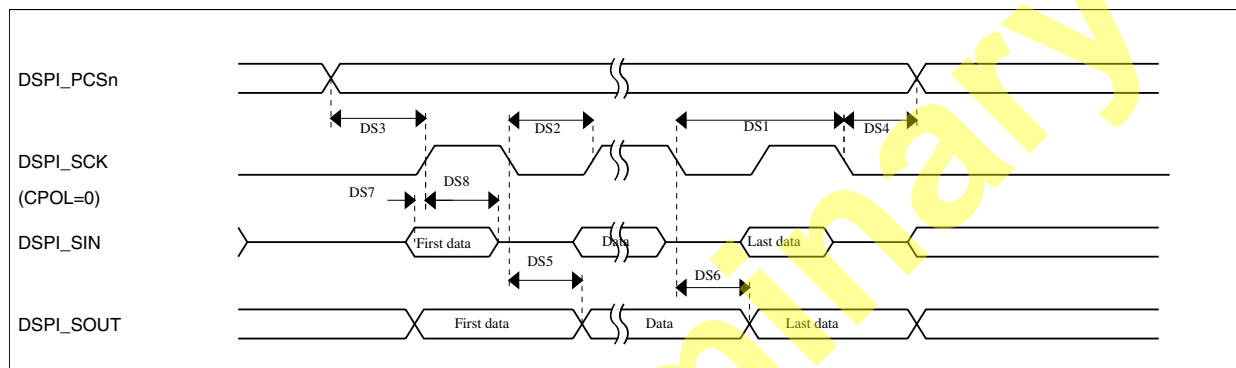 DSPI_PCSn
DS3
DS2
DS1
DS4
DSPI_SCK
(CPOL=0)
DS7
DS8
DSPI_SIN
First data
Data
Last data
DS5
DS6
DSPI_SOUT
First data
Data
Last data